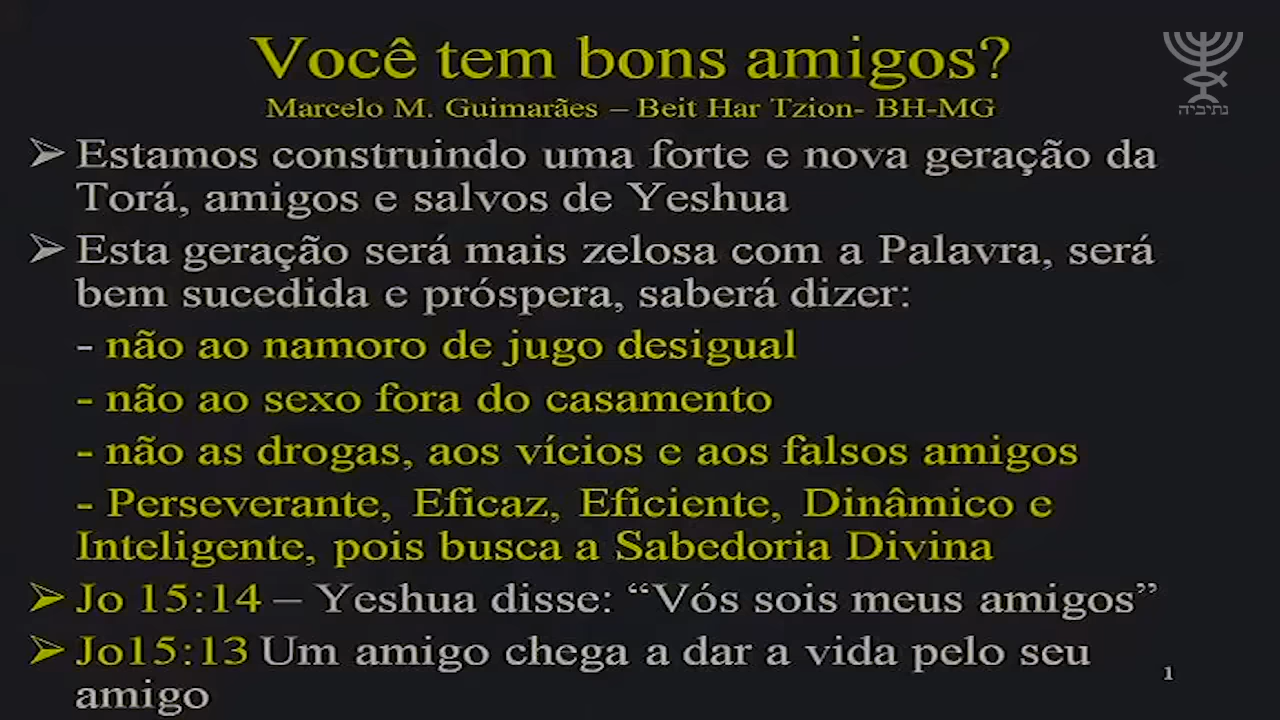 Você tem bons amigos?
Marcelo M. Guimarães – Beit Har Tzion- BH-MG
נתיביה
➢ Estamos construindo uma forte e nova geração da
Torá, amigos e salvos de Yeshua
➢ Esta geração será mais zelosa com a Palavra, será
bem sucedida e próspera, saberá dizer:
- não ao namoro de jugo desigual
- não ao sexo fora do casamento
- não as drogas, aos vícios e aos falsos amigos
- Perseverante, Eficaz, Eficiente, Dinâmico e
Inteligente, pois busca a Sabedoria Divina
➢ Jo 15:14 – Yeshua disse: “Vós sois meus amigos”
➢ Jo15:13 Um amigo chega a dar a vida pelo seu
amigo
1